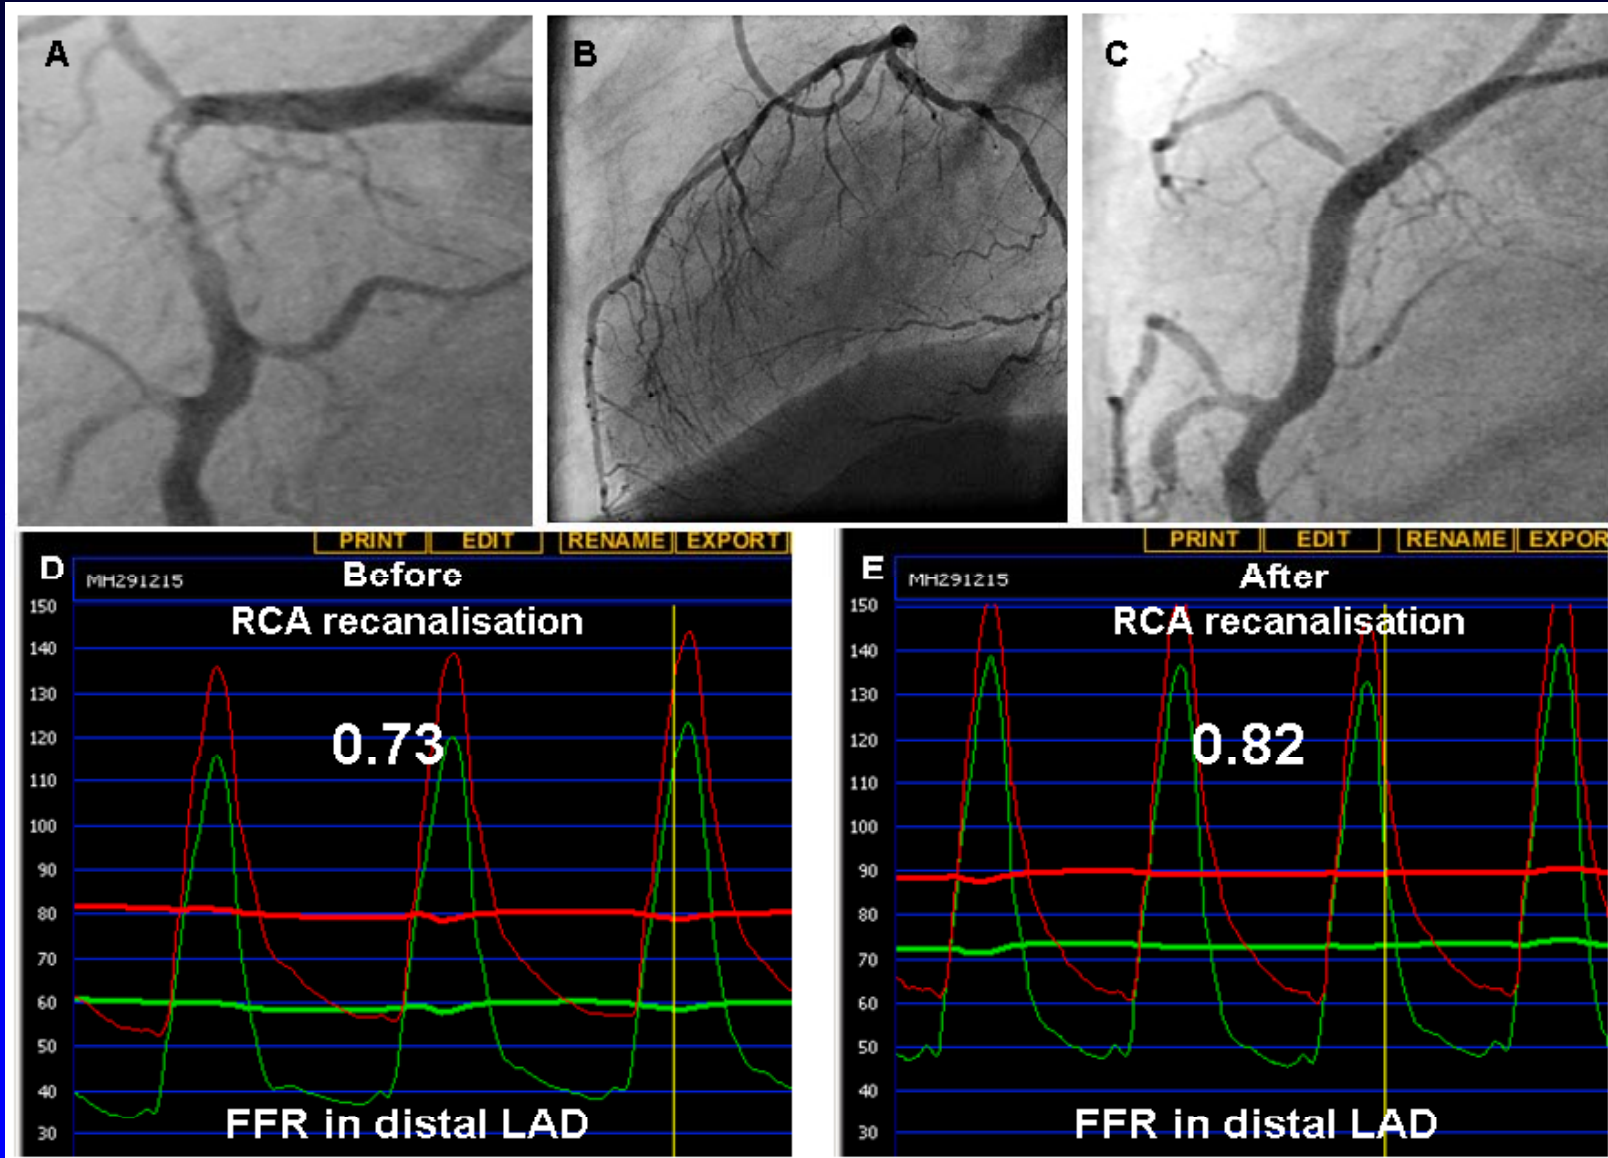 A
B
C
PRINT EDIT RENAME EXPORT
D
MH291215
Before
RCA recanalisation
0.73
150
140
130
120
110
100
90
80
70
60
50
40
30
FFR in distal LAD
PRINT EDIT RENAME EXPOR
E
MH291215
After
RCA recanalisation
0.82
150
140
130
120
110
100
90
80
70
60
50
40
30
FFR in distal LAD